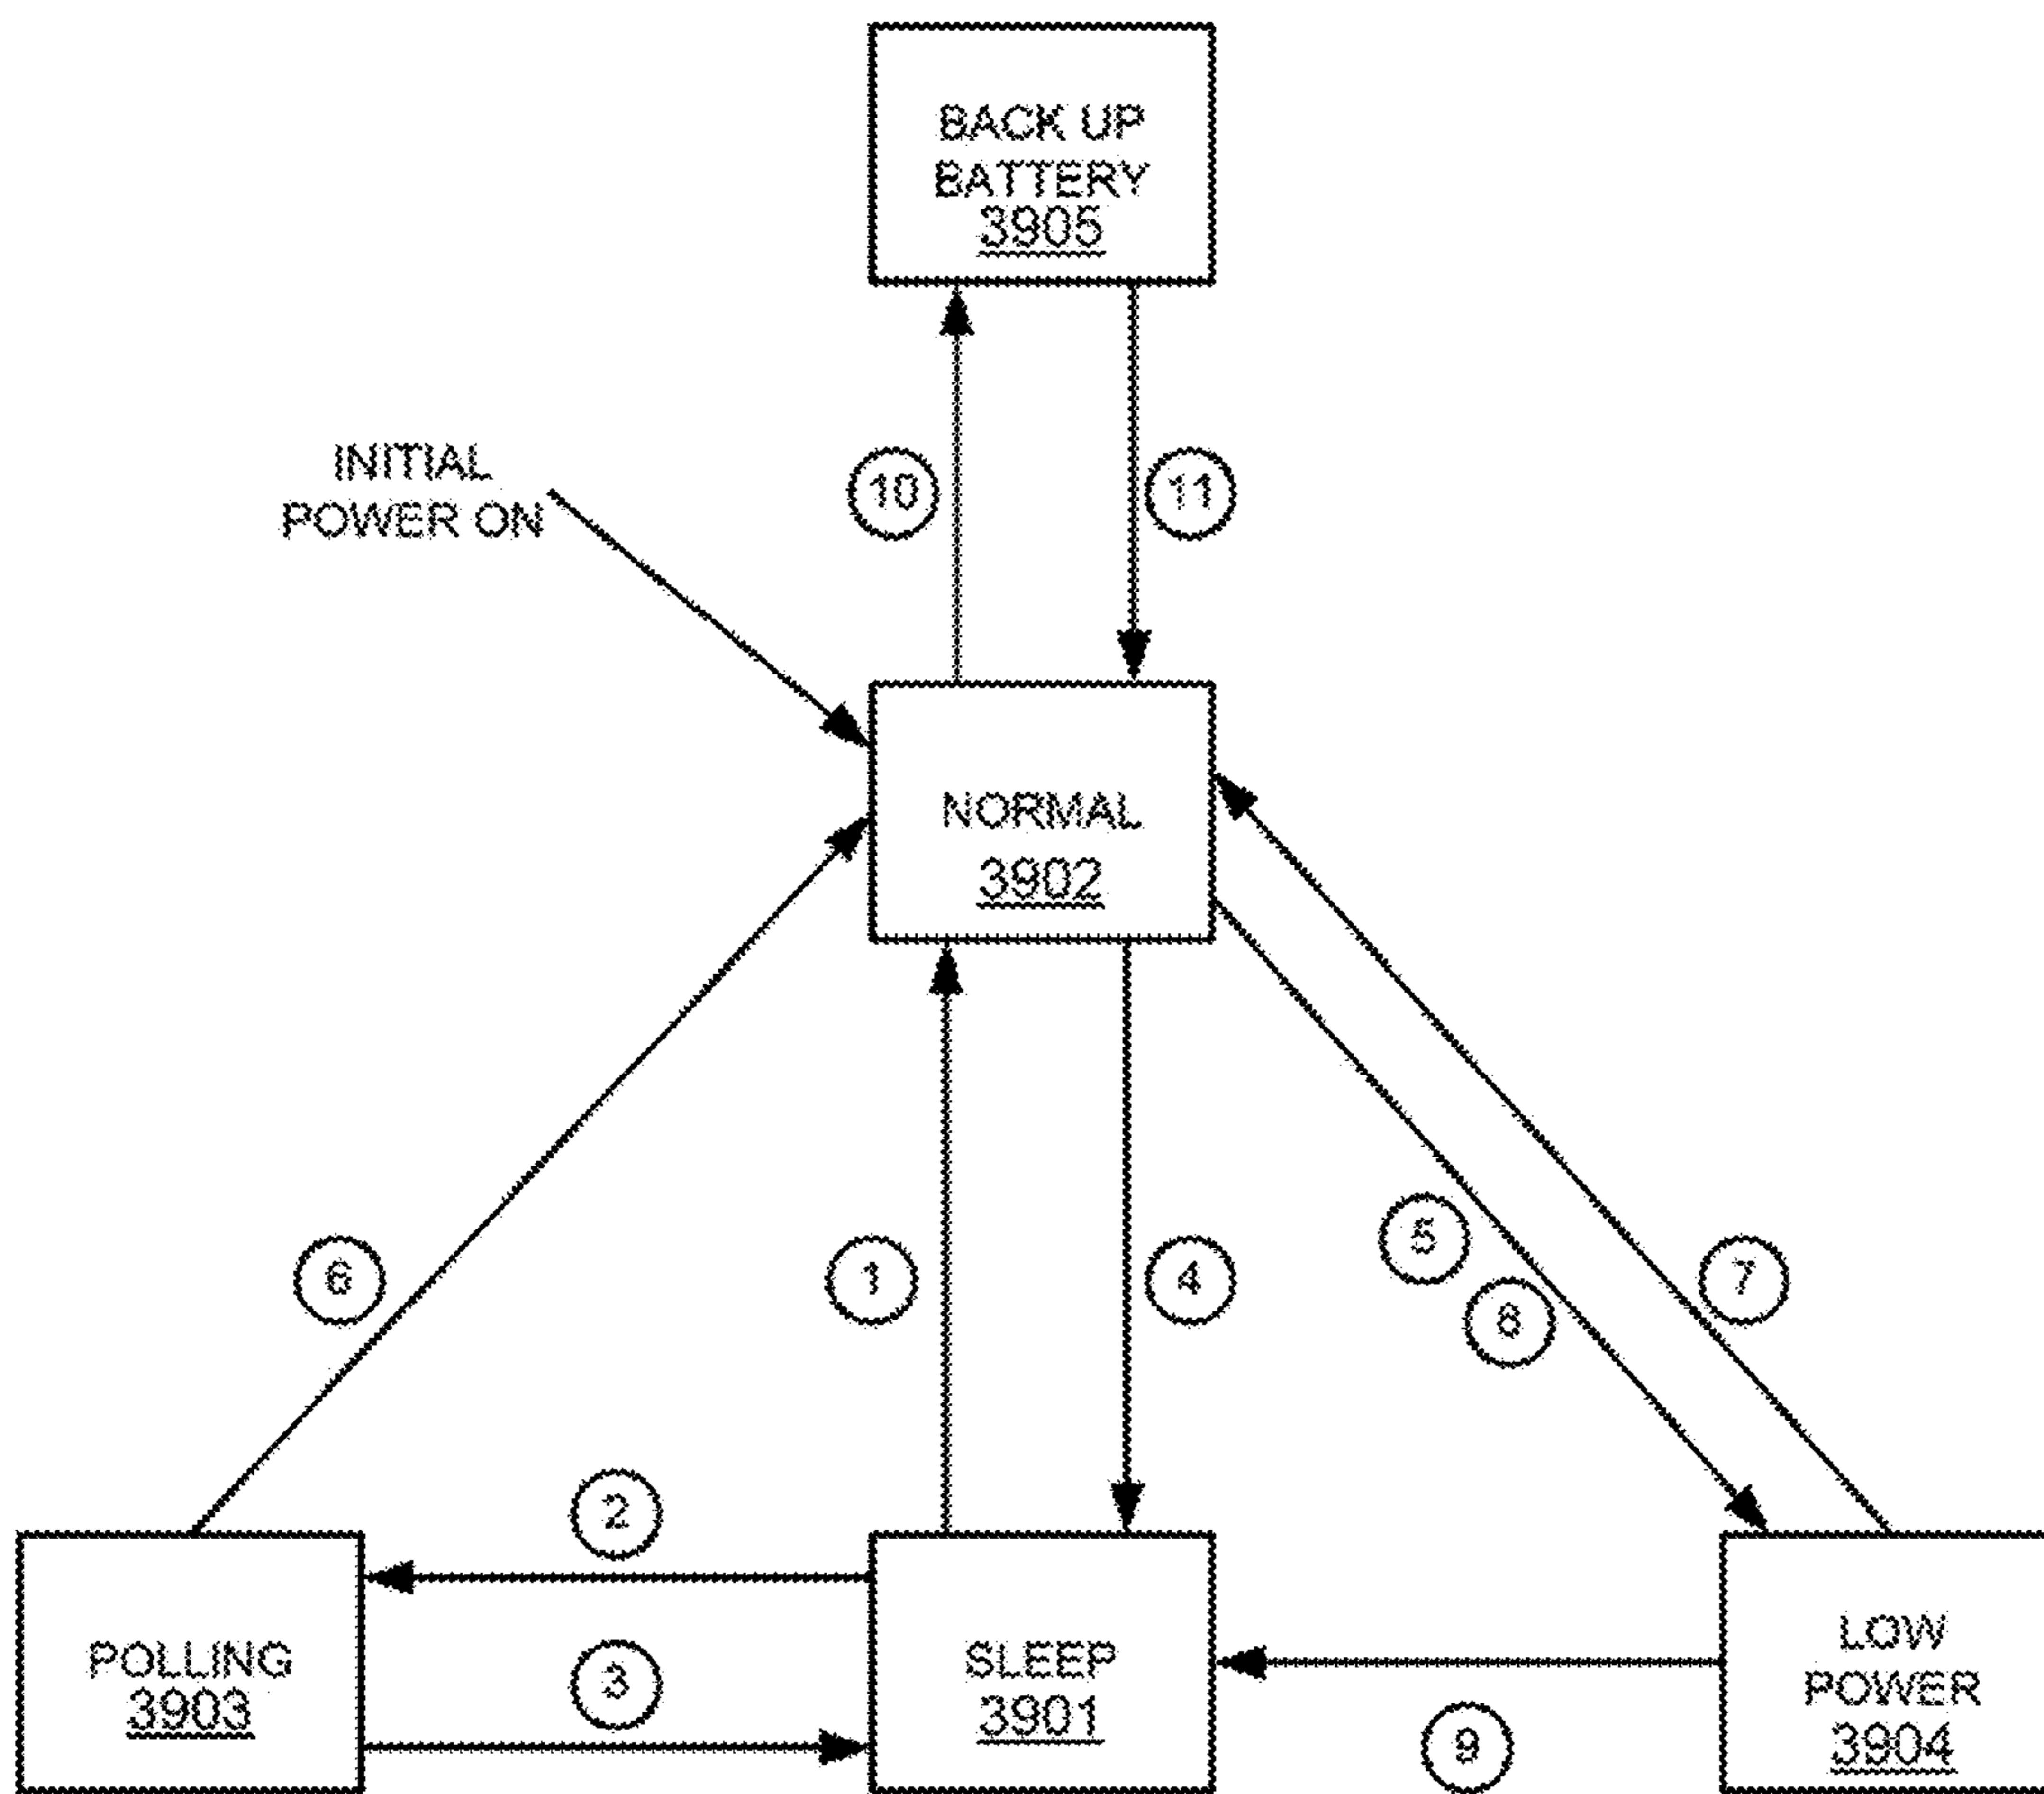 BACK UP
BATTERY
3905
INITIAL
POWER ON
10
11
NORMAL
3902
6
1
4
5
8
7
2
3
POLLING
3903
SLEEP
3901
9
LOW
POWER
3904